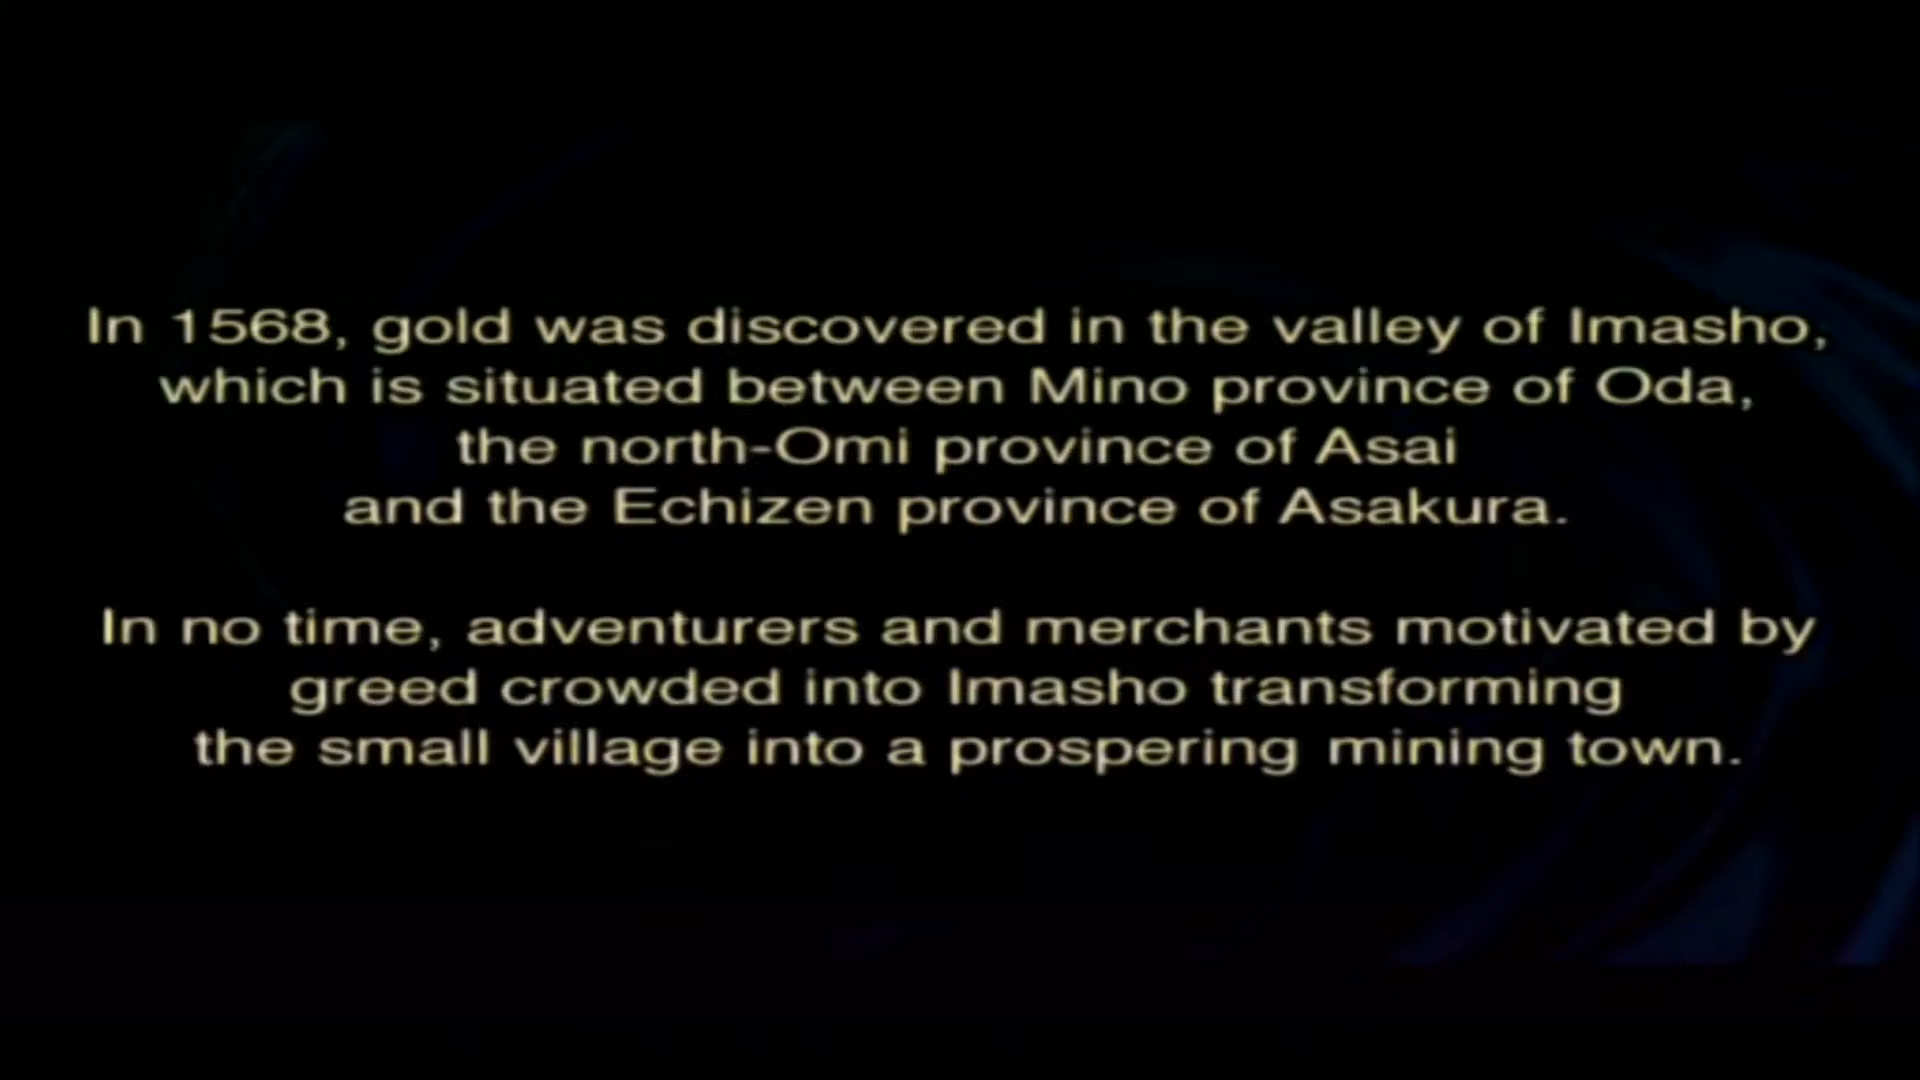 In 1568, gold was discovered in the valley of Imasho,
which is situated between Mino province of Oda,
the north-Omi province of Asai
and the Echizen province of Asakura.
In no time, adventurers and merchants motivated by
greed crowded into Imasho transforming
the small village into a prospering mining town.